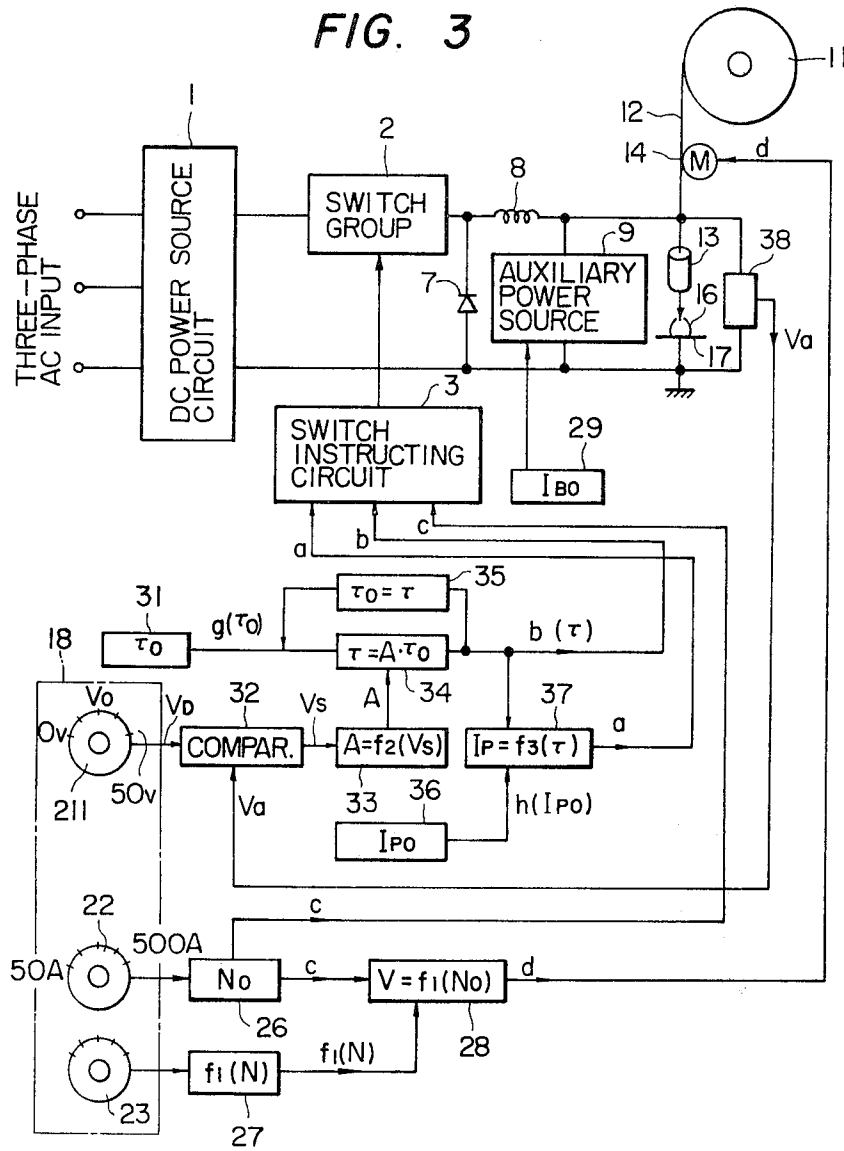 FIG. 3
1
2
SWITCH
GROUP
8
9
AUXILIARY
POWER
SOURCE
7
12
14
M
d
11
13
38
16
17
Va
THREE-PHASE
AC INPUT
DC POWER SOURCE
CIRCUIT
3
SWITCH
INSTRUCTING
CIRCUIT
29
IBO
a
b
c
35
τ0 = τ
31
τ0
g(τ0)
τ = A·τ0
34
b (τ)
18
V0
0v
VD
50v
211
32
COMPAR.
VS
A
A=f2(VS)
33
37
IP = f3(τ)
a
Va
36
IPO
h(IPO)
c
22
50A
500A
N0
26
c
V = f1(N0)
28
d
23
f1(N)
27
f1(N)